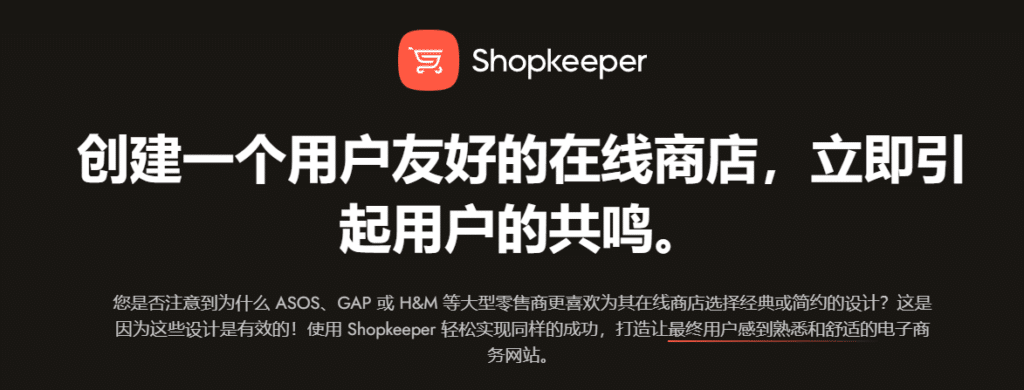 Shopkeeper
创建一个用户友好的在线商店，立即引
起用户的共鸣。
您是否注意到为什么 ASOS、GAP 或 H&M 等大型零售商更喜欢为其在线商店选择经典或简约的设计？这是
因为这些设计是有效的！使用 Shopkeeper 轻松实现同样的成功，打造让最终用户感到熟悉和舒适的电子商
务网站。